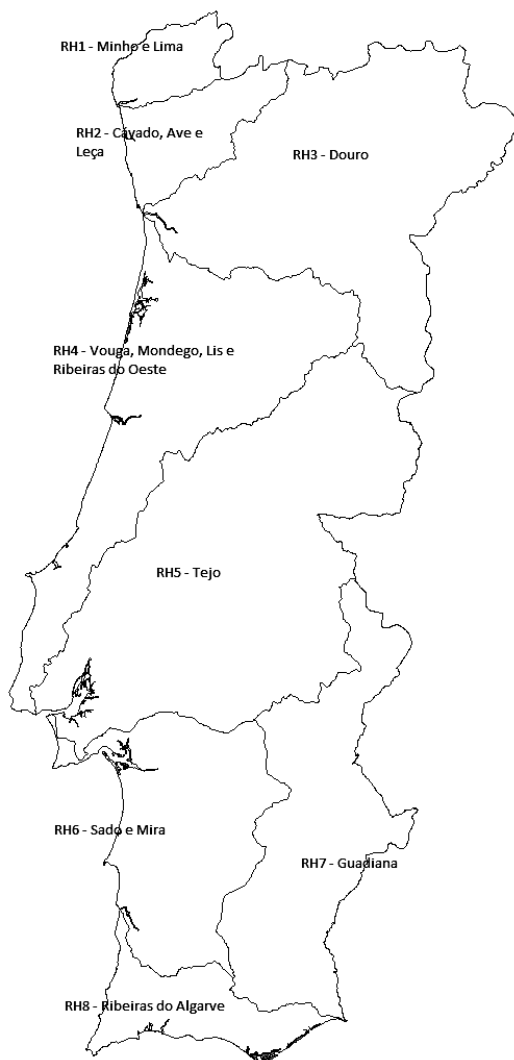 RH1 - Minho e Lima
RH2 - Cávado, Ave e
Leça
RH3 - Douro
RH4 - Vouga, Mondego, Lis e
Ribeiras do Oeste
RH5 - Tejo
RH6 - Sado e Mira
RH7 - Guadiana
RH8 - Ribeiras do Algarve